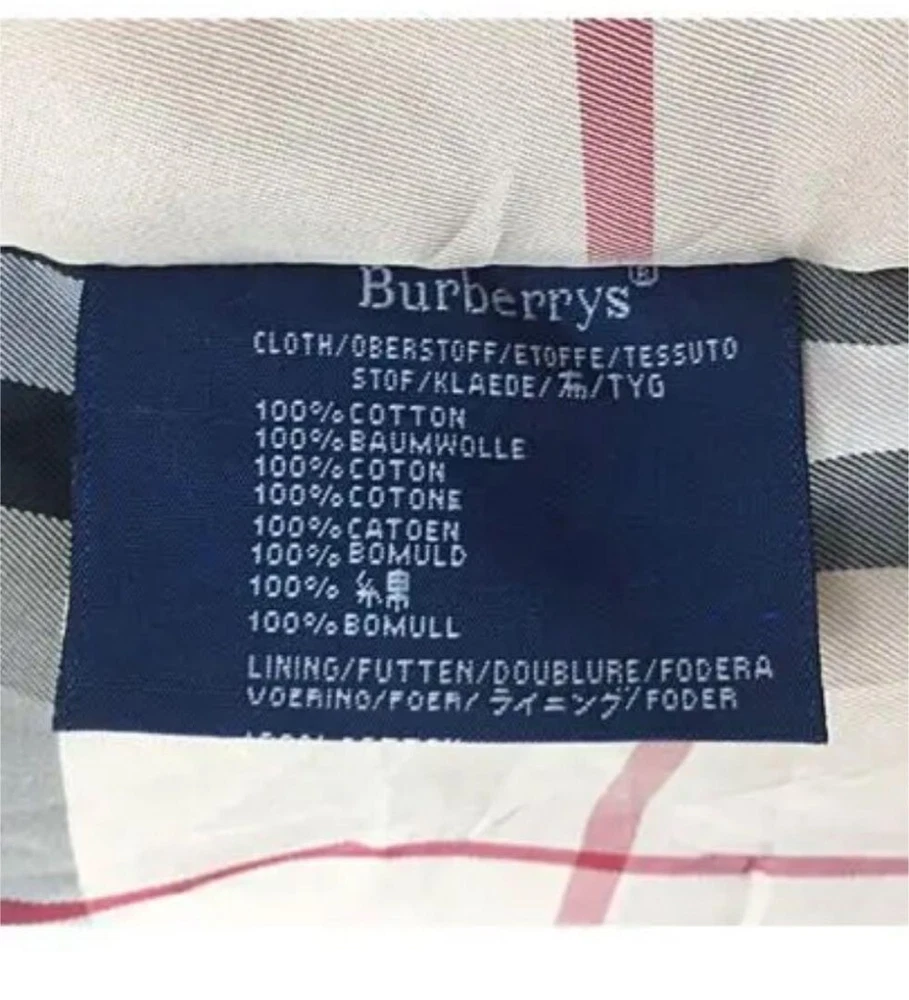 Burberrys®
CLOTH/OBERSTOFF/ETOFFE/TESSUTO
STOF/KLAEDE/布/TYG
100%COTTON
100%BAUMWOLLE
100%COTON
100%COTONE
100%CATOEN
100%BOMULD
100%
100%BOMULL
LINING/FUTTEN/DOUBLURE/FODERA
VOERING/FOER/ライニング/FODER